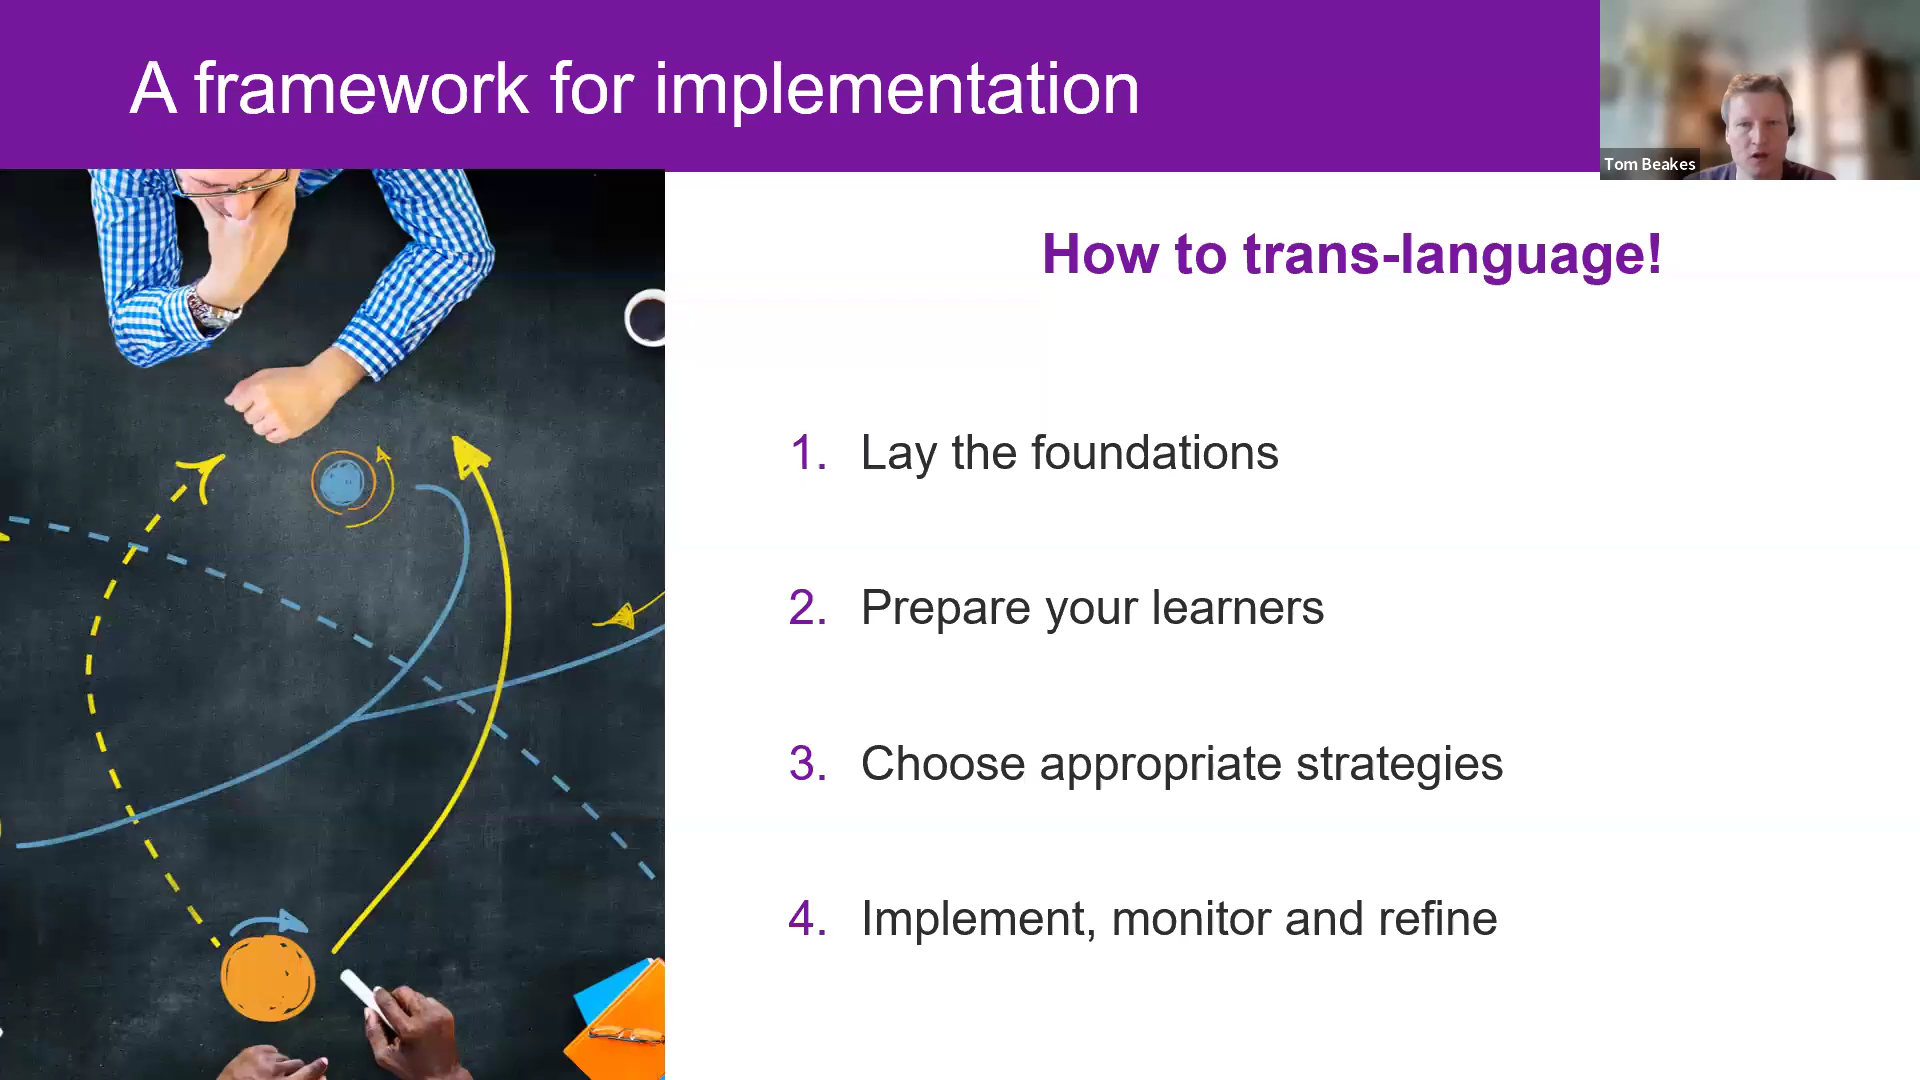 A framework for implementation
Tom Beakes
How to trans-language!
1. Lay the foundations
2. Prepare your learners
3. Choose appropriate strategies
4. Implement, monitor and refine